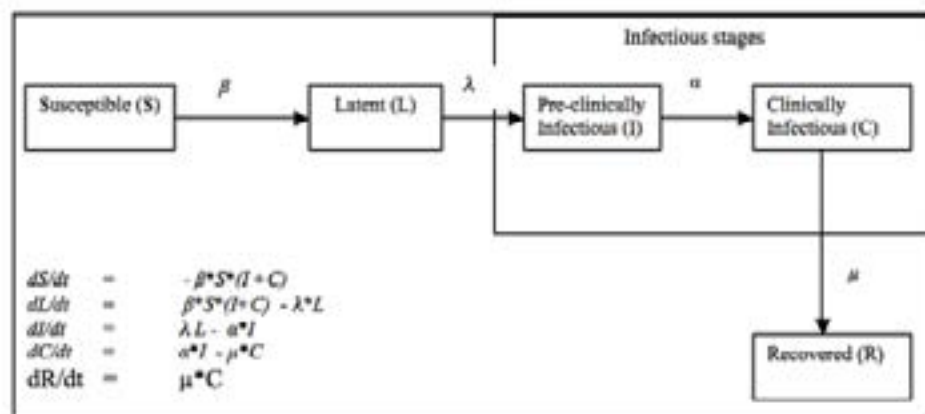 Infectious stages
β
λ
α
Susceptible (S)
Latent (L)
Pre-clinically
Infectious (I)
Clinically
Infectious (C)
μ
dS/dt = - β*S*(I+C)
dL/dt = β*S*(I+C) - λ*L
dI/dt = λ L - α*I
dC/dt = α*I - μ*C
dR/dt = μ*C
Recovered (R)